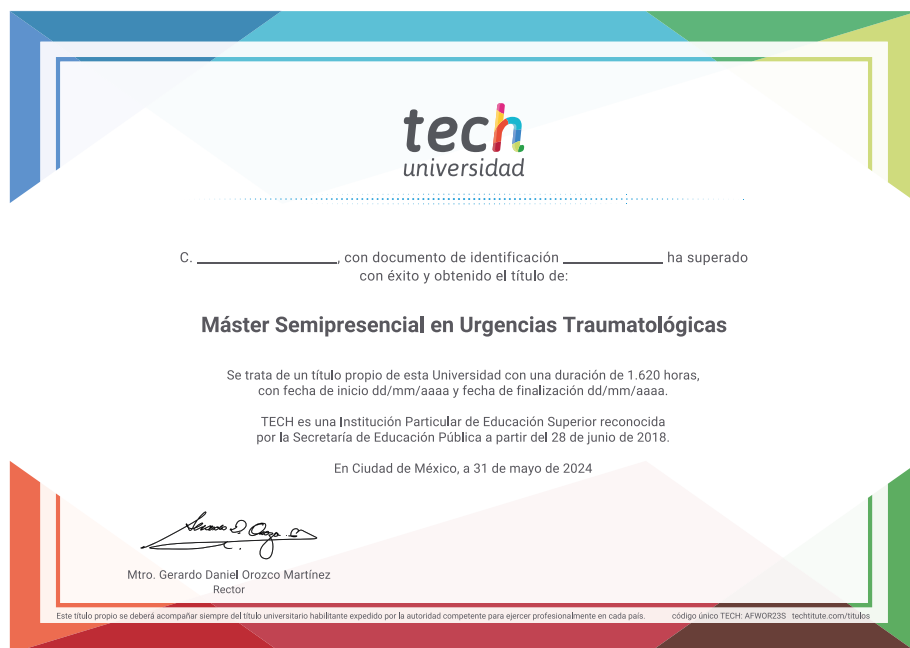 tech
universidad
C. ____________________, con documento de identificación ______________ ha superado
con éxito y obtenido el título de:
Máster Semipresencial en Urgencias Traumatológicas
Se trata de un título propio de esta Universidad con una duración de 1.620 horas,
con fecha de inicio dd/mm/aaaa y fecha de finalización dd/mm/aaaa.
TECH es una Institución Particular de Educación Superior reconocida
por la Secretaría de Educación Pública a partir del 28 de junio de 2018.
En Ciudad de México, a 31 de mayo de 2024
Mtro. Gerardo Daniel Orozco Martínez
Rector
Este título propio se deberá acompañar siempre del título universitario habilitante expedido por la autoridad competente para ejercer profesionalmente en cada país. código único TECH: AFWOR23S techtitute.com/titulos